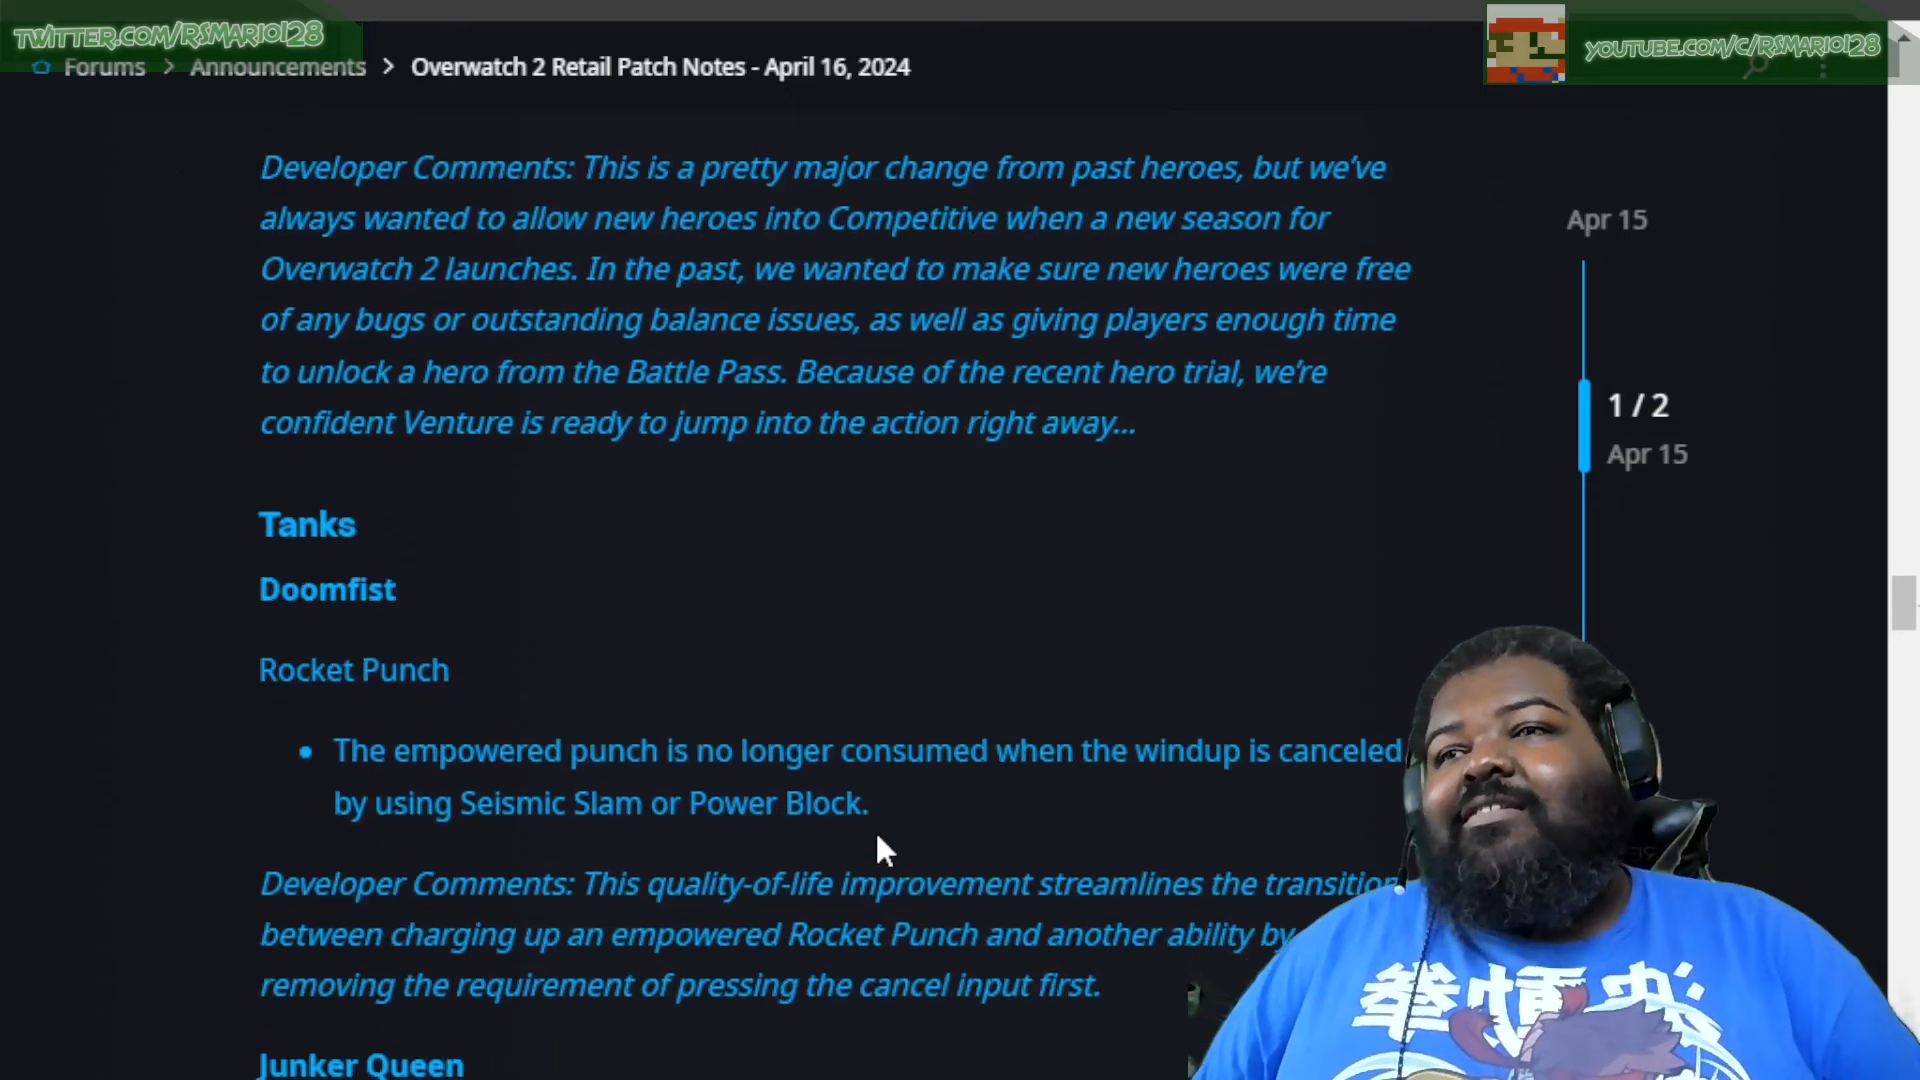 TWITTER.COM/RSMARIO128
YOUTUBE.COM/C/RSMARIO128
Forums > Announcements > Overwatch 2 Retail Patch Notes - April 16, 2024
Developer Comments: This is a pretty major change from past heroes, but we've
always wanted to allow new heroes into Competitive when a new season for
Overwatch 2 launches. In the past, we wanted to make sure new heroes were free
of any bugs or outstanding balance issues, as well as giving players enough time
to unlock a hero from the Battle Pass. Because of the recent hero trial, we're
confident Venture is ready to jump into the action right away...
Apr 15
1 / 2
Apr 15
Tanks
Doomfist
Rocket Punch
• The empowered punch is no longer consumed when the windup is canceled
by using Seismic Slam or Power Block.
Developer Comments: This quality-of-life improvement streamlines the transition
between charging up an empowered Rocket Punch and another ability by
removing the requirement of pressing the cancel input first.
Junker Queen